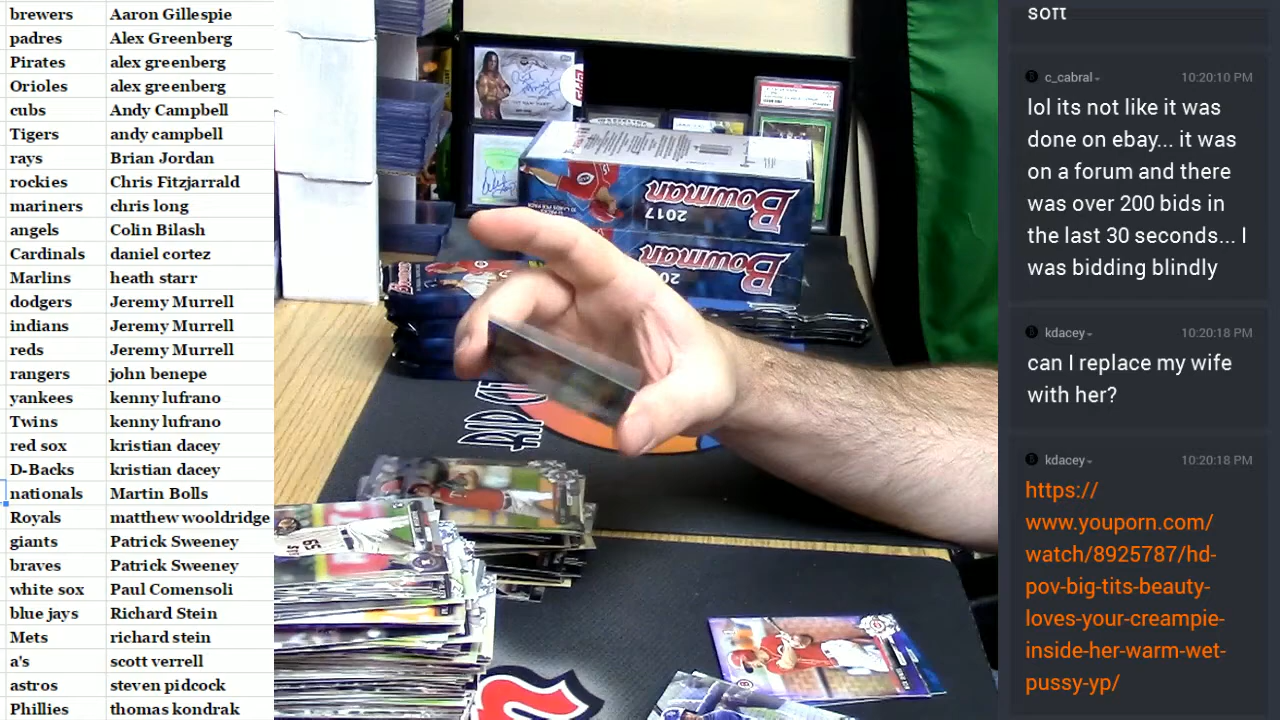 brewers Aaron Gillespie
padres Alex Greenberg
Pirates alex greenberg
Orioles alex greenberg
cubs Andy Campbell
Tigers andy campbell
rays Brian Jordan
rockies Chris Fitzjarrald
mariners chris long
angels Colin Bilash
Cardinals daniel cortez
Marlins heath starr
dodgers Jeremy Murrell
indians Jeremy Murrell
reds Jeremy Murrell
rangers john benepe
yankees kenny lufrano
Twins kenny lufrano
red sox kristian dacey
D-Backs kristian dacey
nationals Martin Bolls
Royals matthew wooldridge
giants Patrick Sweeney
braves Patrick Sweeney
white sox Paul Comensoli
blue jays Richard Stein
Mets richard stein
a's scott verrell
astros steven pidcock
Phillies thomas kondrak
2017
Bowman
Bowman
RIP
soft
c_cabral 10:20:10 PM
lol its not like it was
done on ebay... it was
on a forum and there
was over 200 bids in
the last 30 seconds... I
was bidding blindly
kdacey 10:20:18 PM
can I replace my wife
with her?
kdacey 10:20:18 PM
https://
www.youporn.com/
watch/8925787/hd-
pov-big-tits-beauty-
loves-your-creampie-
inside-her-warm-wet-
pussy-yp/